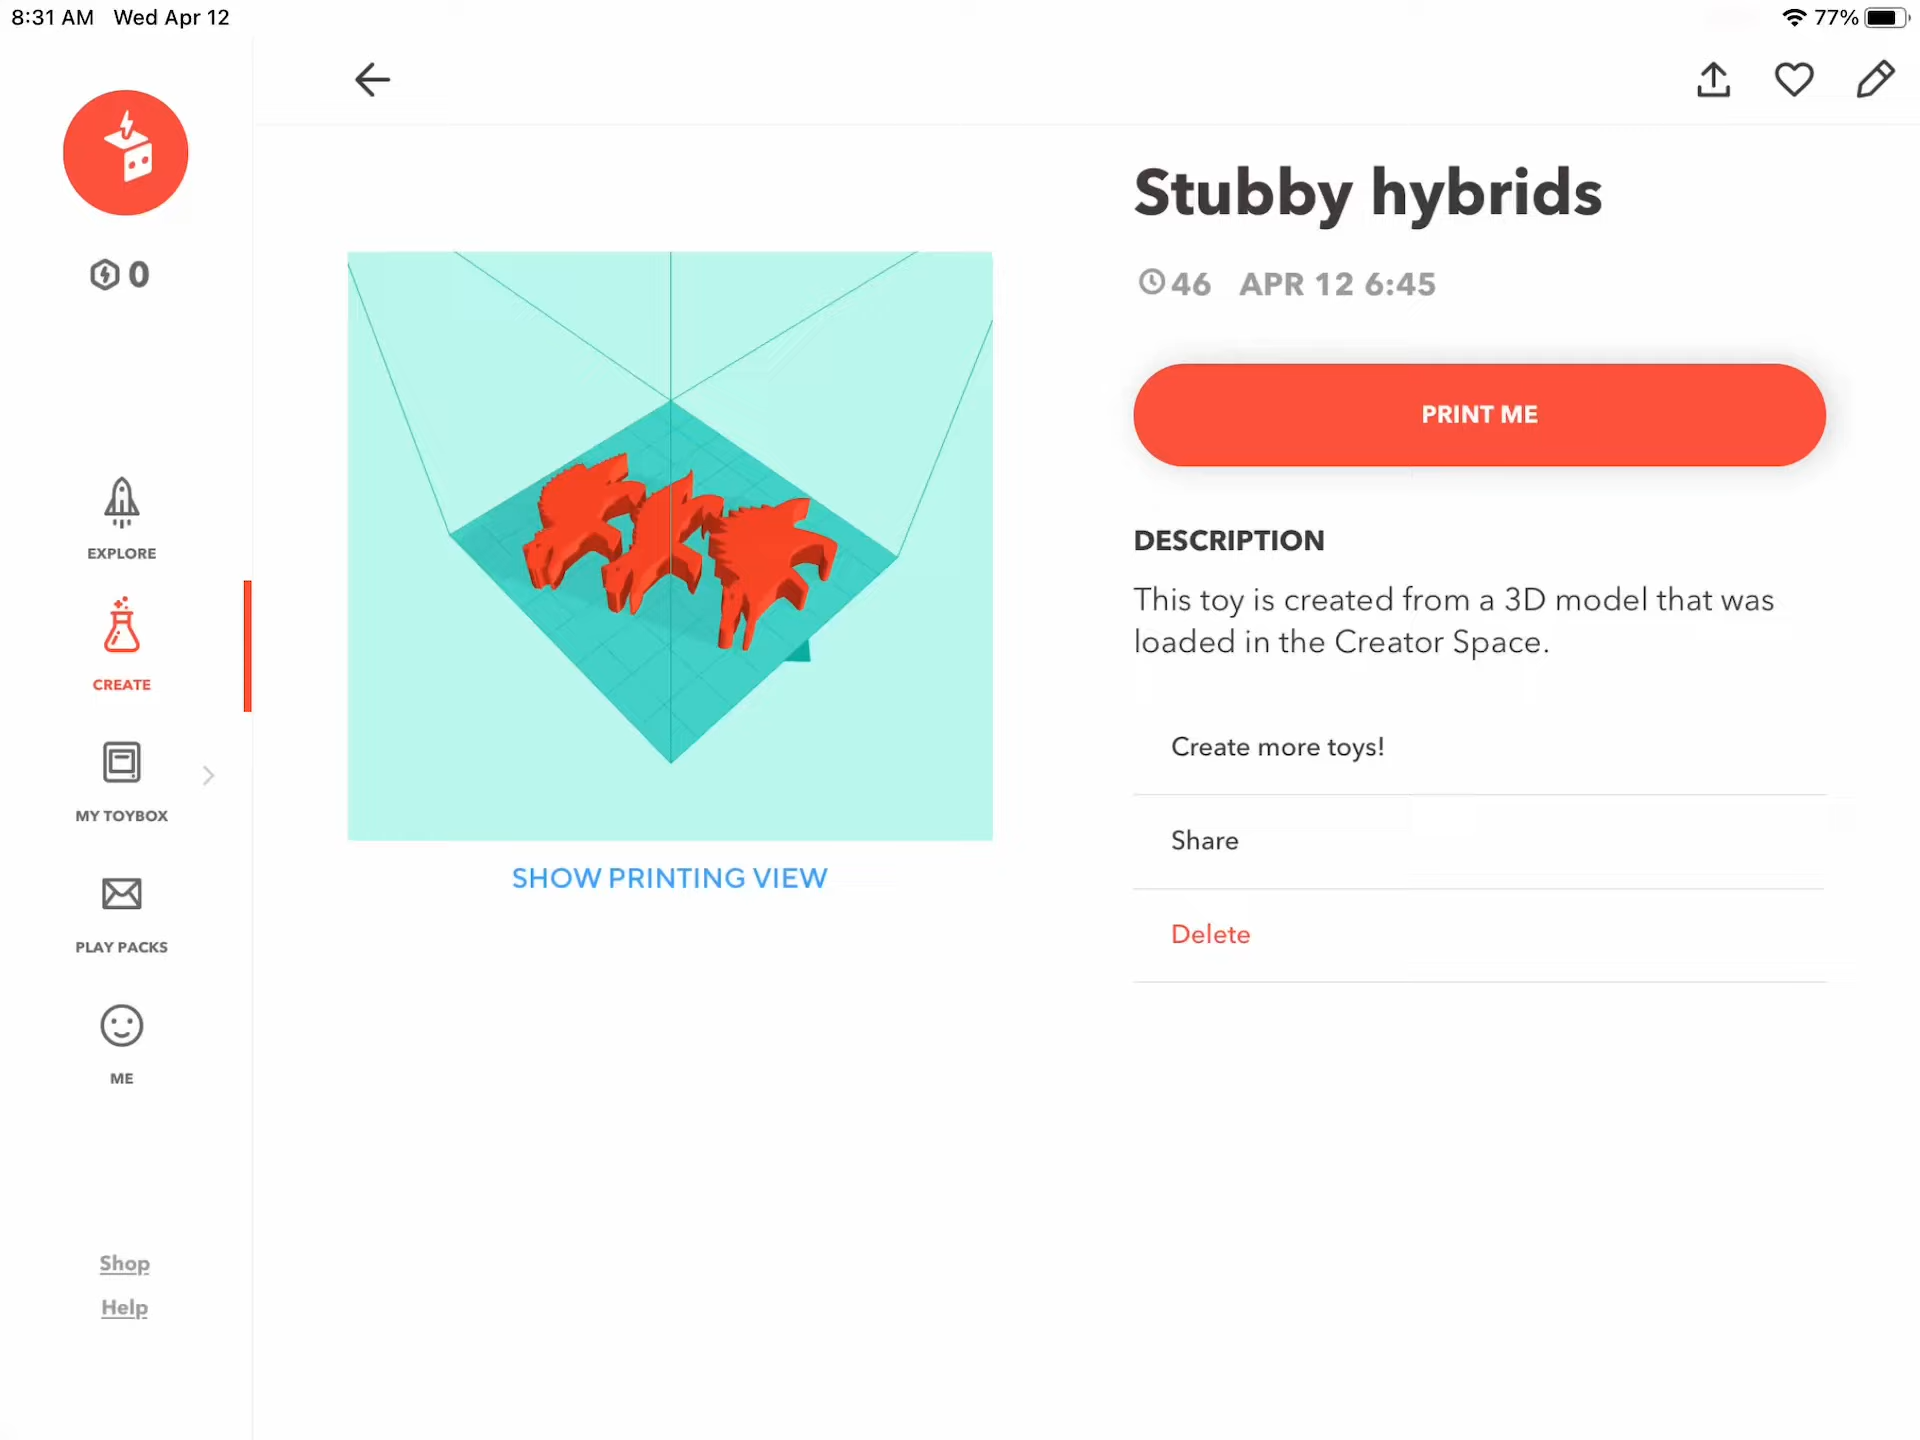 8:31 AM Wed Apr 12
77%
0
EXPLORE
CREATE
MY TOYBOX
PLAY PACKS
ME
Shop
Help
Stubby hybrids
46 APR 12 6:45
PRINT ME
DESCRIPTION
This toy is created from a 3D model that was
loaded in the Creator Space.
Create more toys!
Share
Delete
SHOW PRINTING VIEW